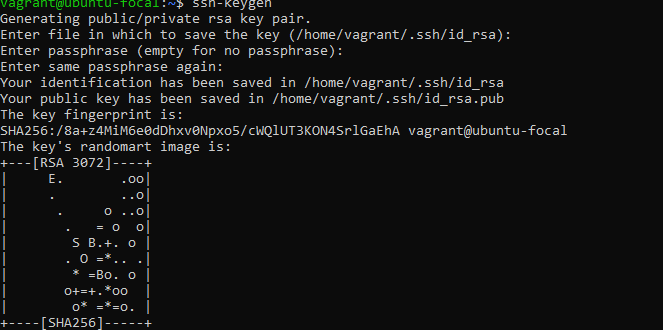 vagrant@ubuntu-focal:~$ ssh-keygen
Generating public/private rsa key pair.
Enter file in which to save the key (/home/vagrant/.ssh/id_rsa):
Enter passphrase (empty for no passphrase):
Enter same passphrase again:
Your identification has been saved in /home/vagrant/.ssh/id_rsa
Your public key has been saved in /home/vagrant/.ssh/id_rsa.pub
The key fingerprint is:
SHA256:/8a+z4MiM6e0dDhxv0Npxo5/cWQlUT3KON4SrlGaEhA vagrant@ubuntu-focal
The key's randomart image is:
+---[RSA 3072]----+
|     E.       .oo|
|     .        ..o|
|      .     o ..o|
|       .   = o  o|
|        S B.+. o |
|       . O =*.. .|
|        * =Bo. o |
|       o+=+.*oo  |
|        o* =*=o. |
+----[SHA256]-----+